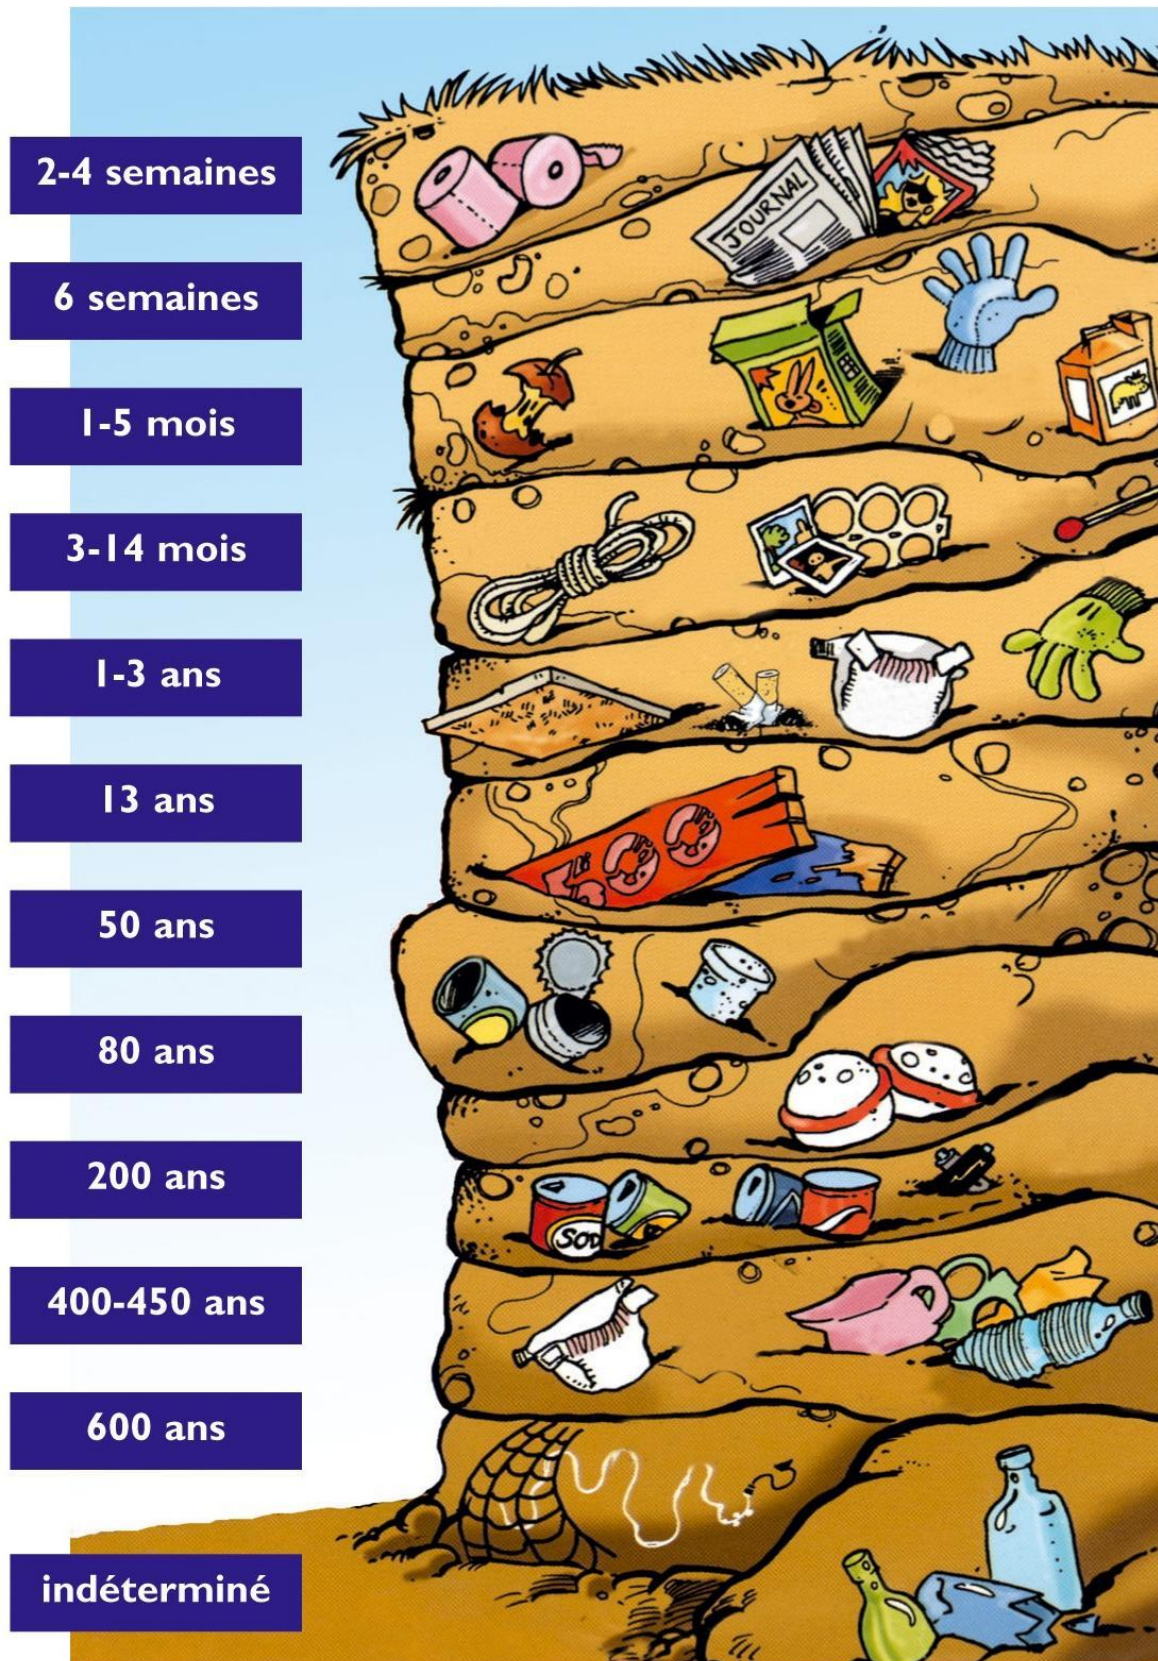 2-4 semaines
JOURNAL
6 semaines
1-5 mois
3-14 mois
1-3 ans
13 ans
50 ans
80 ans
200 ans
SOD
400-450 ans
600 ans
indéterminé